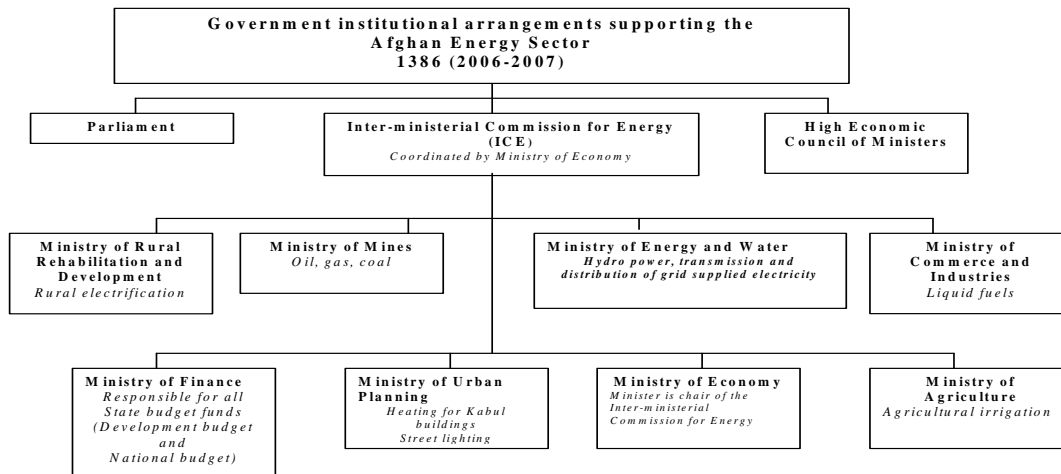 Government institutional arrangements supporting the
Afghan Energy Sector
1386 (2006-2007)
Parliament
Inter-ministerial Commission for Energy
(ICE)
Coordinated by Ministry of Economy
High Economic
Council of Ministers
Ministry of Rural
Rehabilitation and
Development
Rural electrification
Ministry of Mines
Oil, gas, coal
Ministry of Energy and Water
Hydro power, transmission and
distribution of grid supplied electricity
Ministry of
Commerce and
Industries
Liquid fuels
Ministry of Finance
Responsible for all
State budget funds
(Development budget
and
National budget)
Ministry of Urban
Planning
Heating for Kabul
buildings
Street lighting
Ministry of Economy
Minister is chair of the
Inter-ministerial
Commission for Energy
Ministry of
Agriculture
Agricultural irrigation